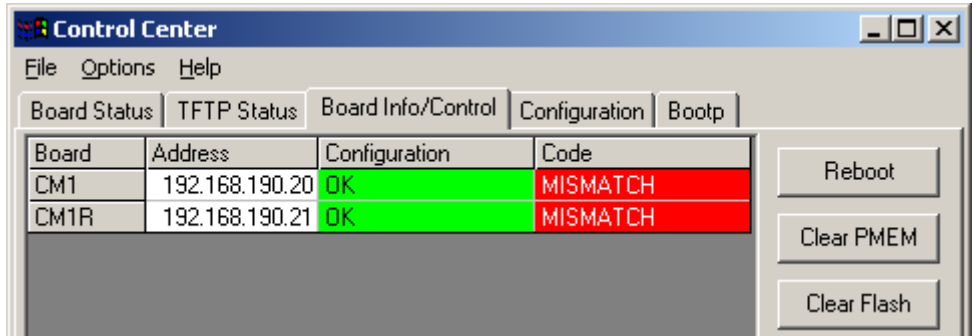 Control Center
File Options Help
Board Status TFTP Status Board Info/Control Configuration Bootp
Board Address Configuration Code
CM1 192.168.190.20 OK MISMATCH
CM1R 192.168.190.21 OK MISMATCH
Reboot
Clear PMEM
Clear Flash